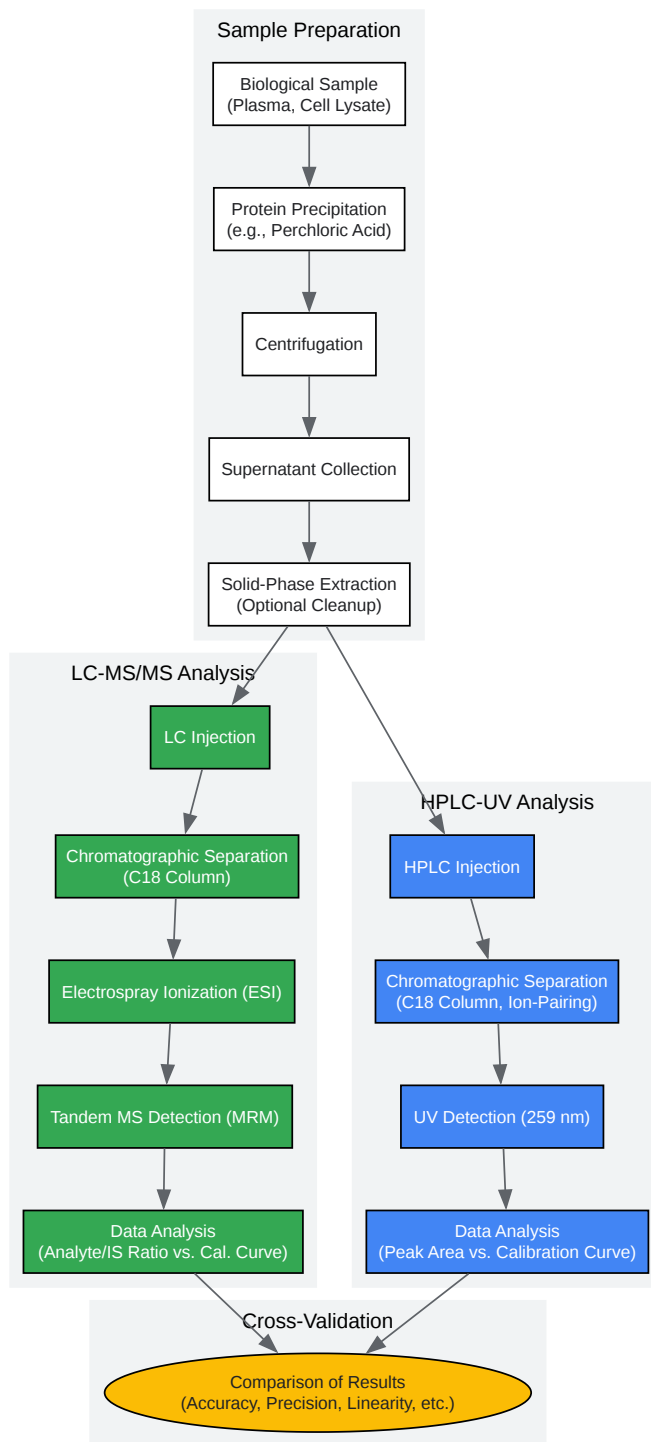 Sample Preparation
Biological Sample
(Plasma, Cell Lysate)
Protein Precipitation
(e.g., Perchloric Acid)
Centrifugation
Supernatant Collection
Solid-Phase Extraction
(Optional Cleanup)
LC-MS/MS Analysis
LC Injection
Chromatographic Separation
(C18 Column)
Electrospray Ionization (ESI)
Tandem MS Detection (MRM)
Data Analysis
(Analyte/IS Ratio vs. Cal. Curve)
HPLC-UV Analysis
HPLC Injection
Chromatographic Separation
(C18 Column, Ion-Pairing)
UV Detection (259 nm)
Data Analysis
(Peak Area vs. Calibration Curve)
Cross-Validation
Comparison of Results
(Accuracy, Precision, Linearity, etc.)